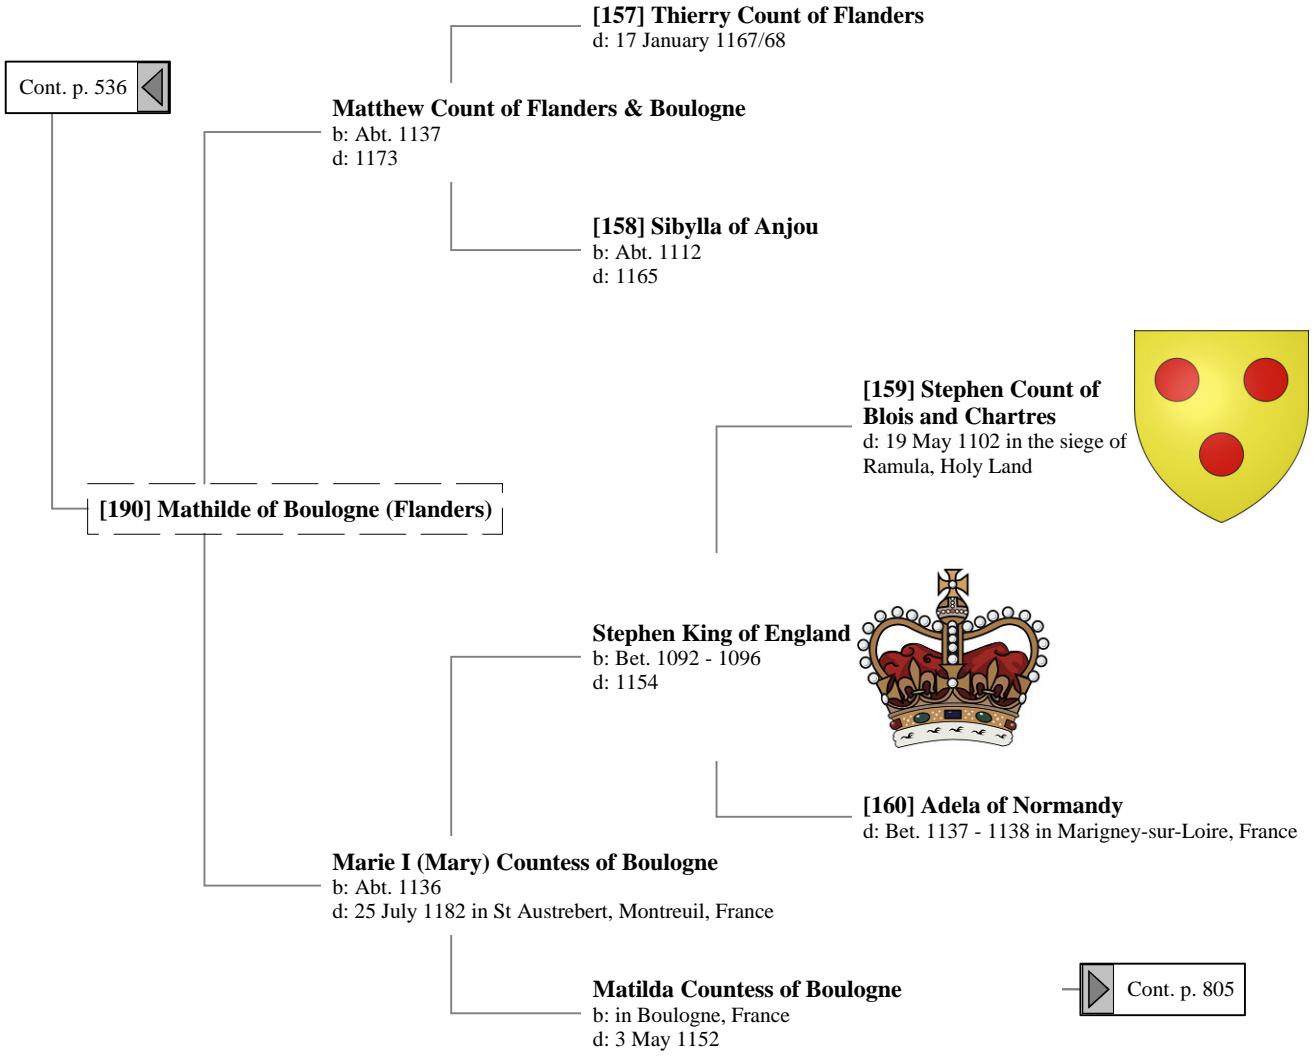 [157] Thierry Count of Flanders
d: 17 January 1167/68
Cont. p. 536
Matthew Count of Flanders & Boulogne
b: Abt. 1137
d: 1173
[158] Sibylla of Anjou
b: Abt. 1112
d: 1165
[159] Stephen Count of
Blois and Chartres
d: 19 May 1102 in the siege of
Ramula, Holy Land
[190] Mathilde of Boulogne (Flanders)
Stephen King of England
b: Bet. 1092 - 1096
d: 1154
[160] Adela of Normandy
d: Bet. 1137 - 1138 in Marigney-sur-Loire, France
Marie I (Mary) Countess of Boulogne
b: Abt. 1136
d: 25 July 1182 in St Austrebert, Montreuil, France
Matilda Countess of Boulogne
b: in Boulogne, France
d: 3 May 1152
Cont. p. 805